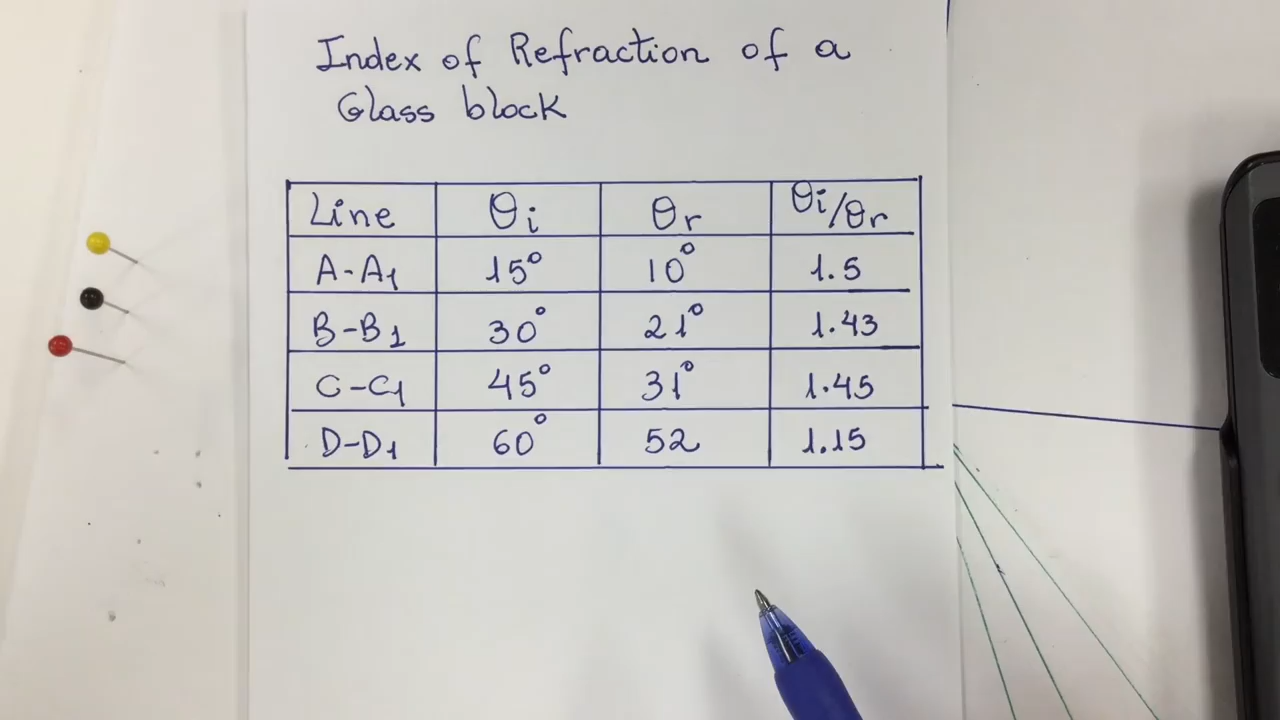 Index of Refraction of a
Glass block
Line θi θr θi/θr
A-A1 15° 10° 1.5
B-B1 30° 21° 1.43
C-C1 45° 31° 1.45
D-D1 60° 52 1.15